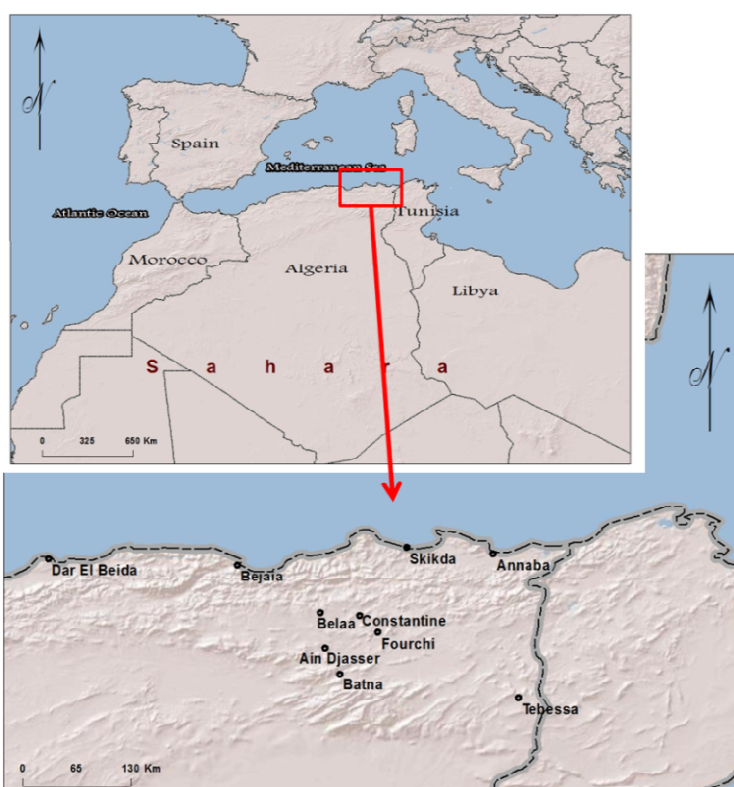 N
Spain
Mediterranean Sea
Atlantic Ocean
Tunisia
Morocco
Algeria
Libya
S a h a r a
0 325 650 Km
N
Dar El Beida
Bejaia
Skikda
Annaba
Belaa
Constantine
Fourchi
Ain Djasser
Batna
Tebessa
0 65 130 Km